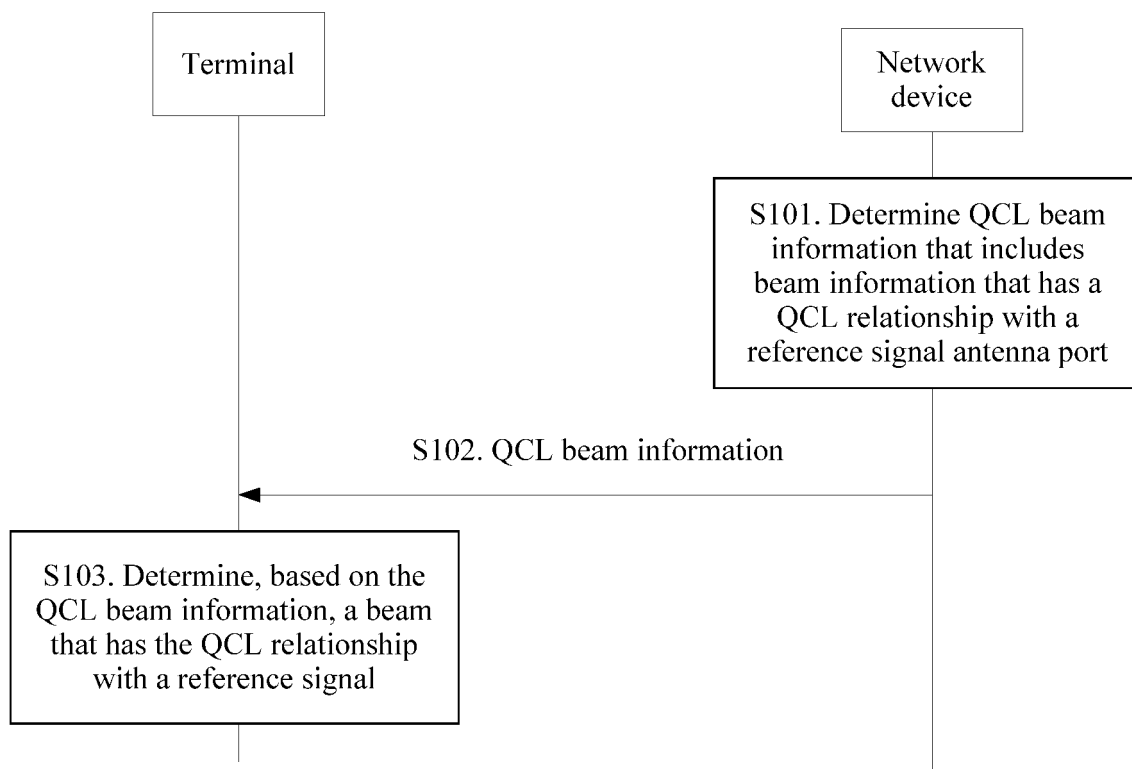 Terminal
Network
device
S101. Determine QCL beam
information that includes
beam information that has a
QCL relationship with a
reference signal antenna port
S102. QCL beam information
S103. Determine, based on the
QCL beam information, a beam
that has the QCL relationship
with a reference signal